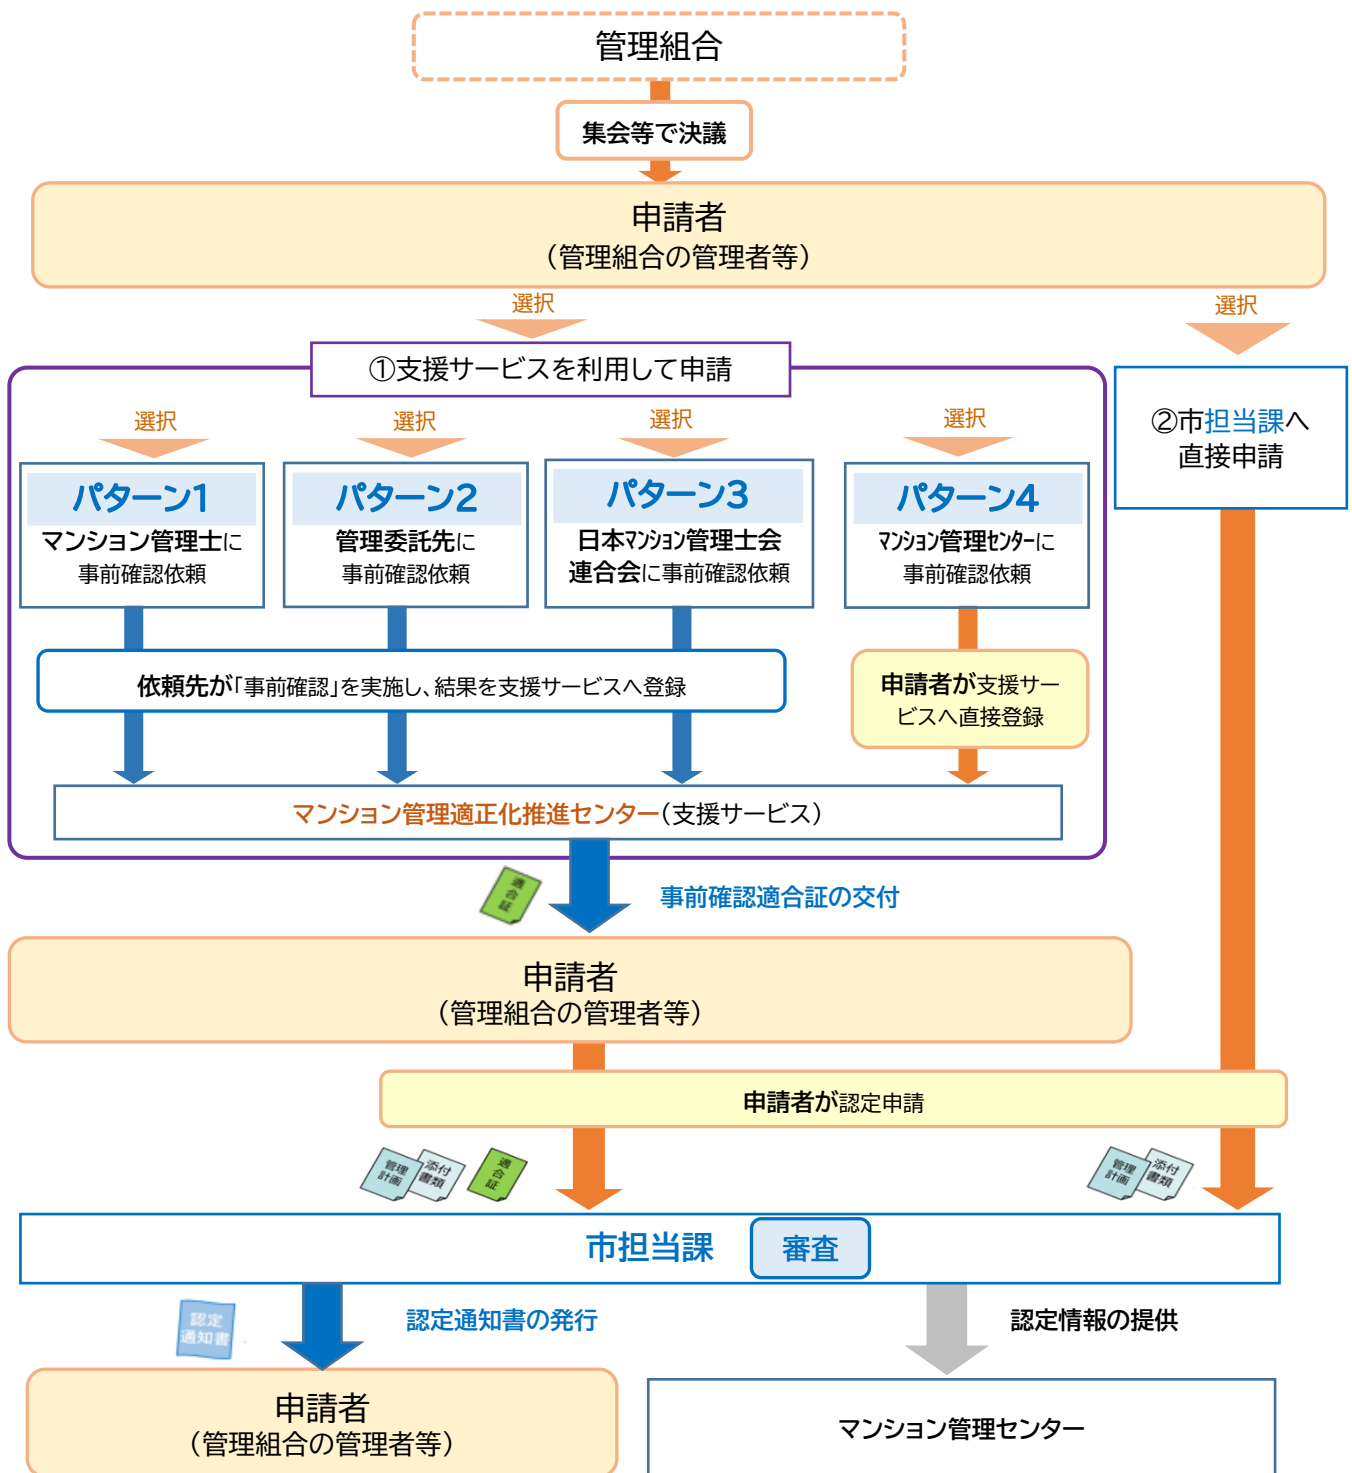 管理組合
集会等で決議
申請者
（管理組合の管理者等）
選択
選択
①支援サービスを利用して申請
選択
選択
選択
選択
②市担当課へ
直接申請
パターン1
マンション管理士に
事前確認依頼
パターン2
管理委託先に
事前確認依頼
パターン3
日本マンション管理士会
連合会に事前確認依頼
パターン4
マンション管理センターに
事前確認依頼
依頼先が「事前確認」を実施し、結果を支援サービスへ登録
申請者が支援サー
ビスへ直接登録
マンション管理適正化推進センター（支援サービス）
適合証
事前確認適合証の交付
申請者
（管理組合の管理者等）
申請者が認定申請
管理
計画
添付
書類
適合証
管理
計画
添付
書類
市担当課
審査
認定
通知書
認定通知書の発行
認定情報の提供
申請者
（管理組合の管理者等）
マンション管理センター